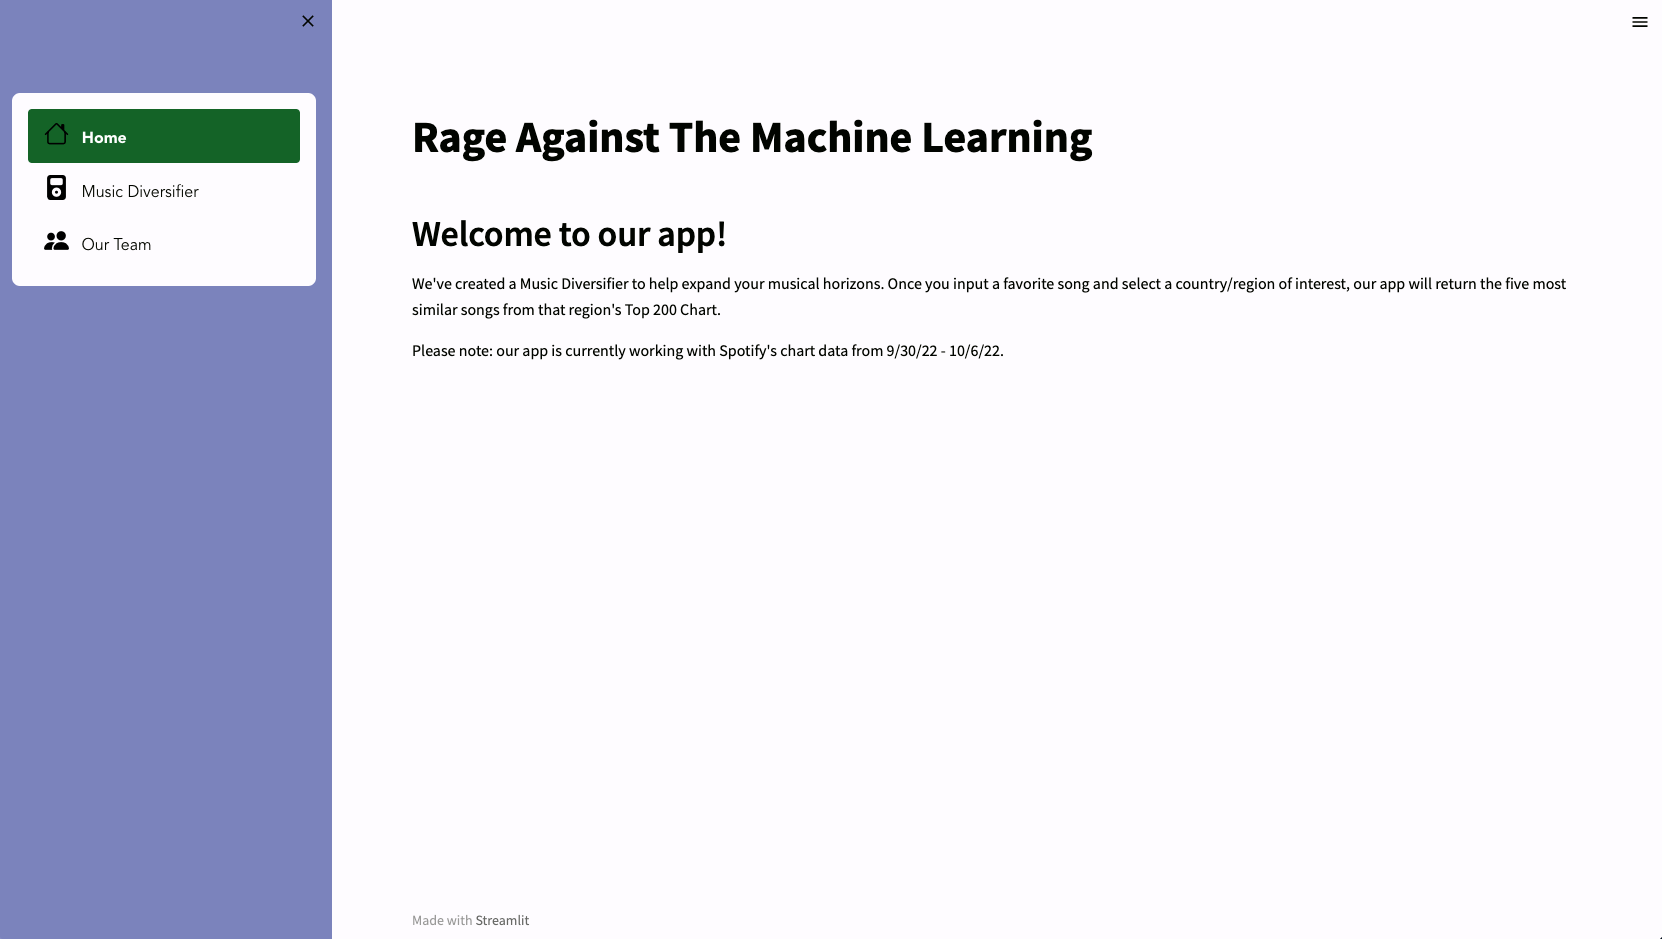 Home
Music Diversifier
Our Team
Rage Against The Machine Learning
Welcome to our app!
We've created a Music Diversifier to help expand your musical horizons. Once you input a favorite song and select a country/region of interest, our app will return the five most
similar songs from that region's Top 200 Chart.
Please note: our app is currently working with Spotify's chart data from 9/30/22 - 10/6/22.
Made with Streamlit